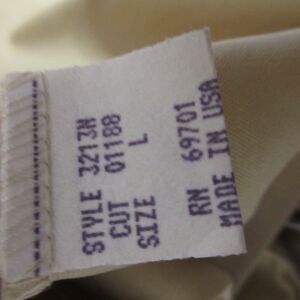 STYLE 3213N
CUT 01188
SIZE L
RN 69701
MADE IN USA